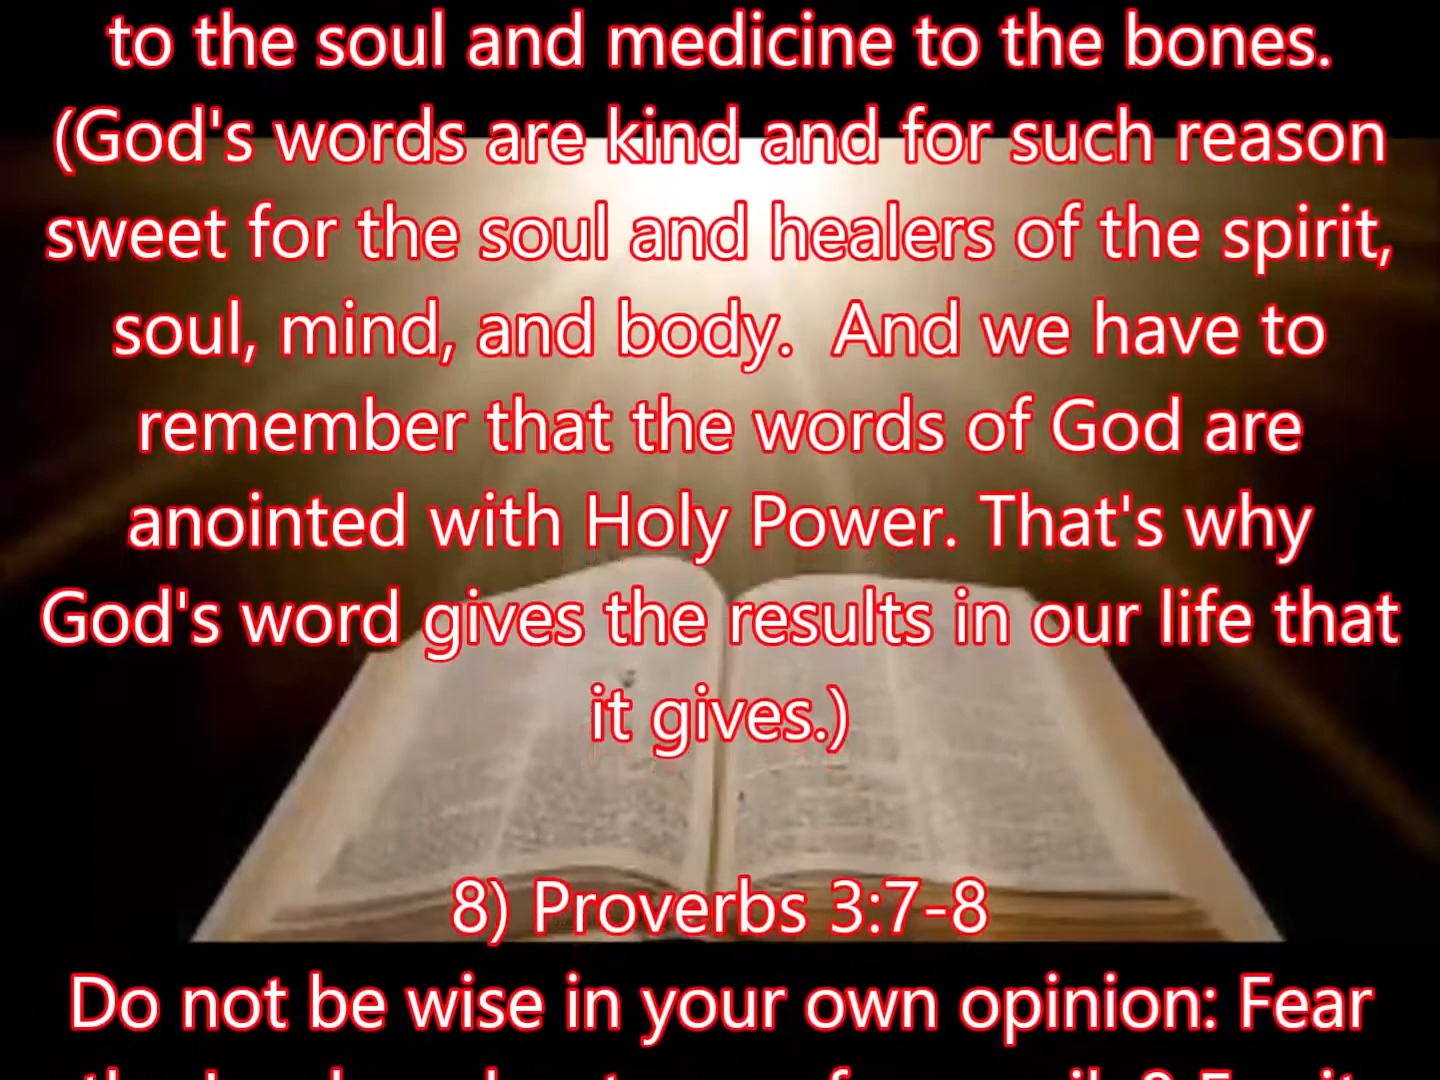 to the soul and medicine to the bones.
(God's words are kind and for such reason
sweet for the soul and healers of the spirit,
soul, mind, and body.  And we have to
remember that the words of God are
anointed with Holy Power. That's why
God's word gives the results in our life that
it gives.)
8) Proverbs 3:7-8
Do not be wise in your own opinion: Fear